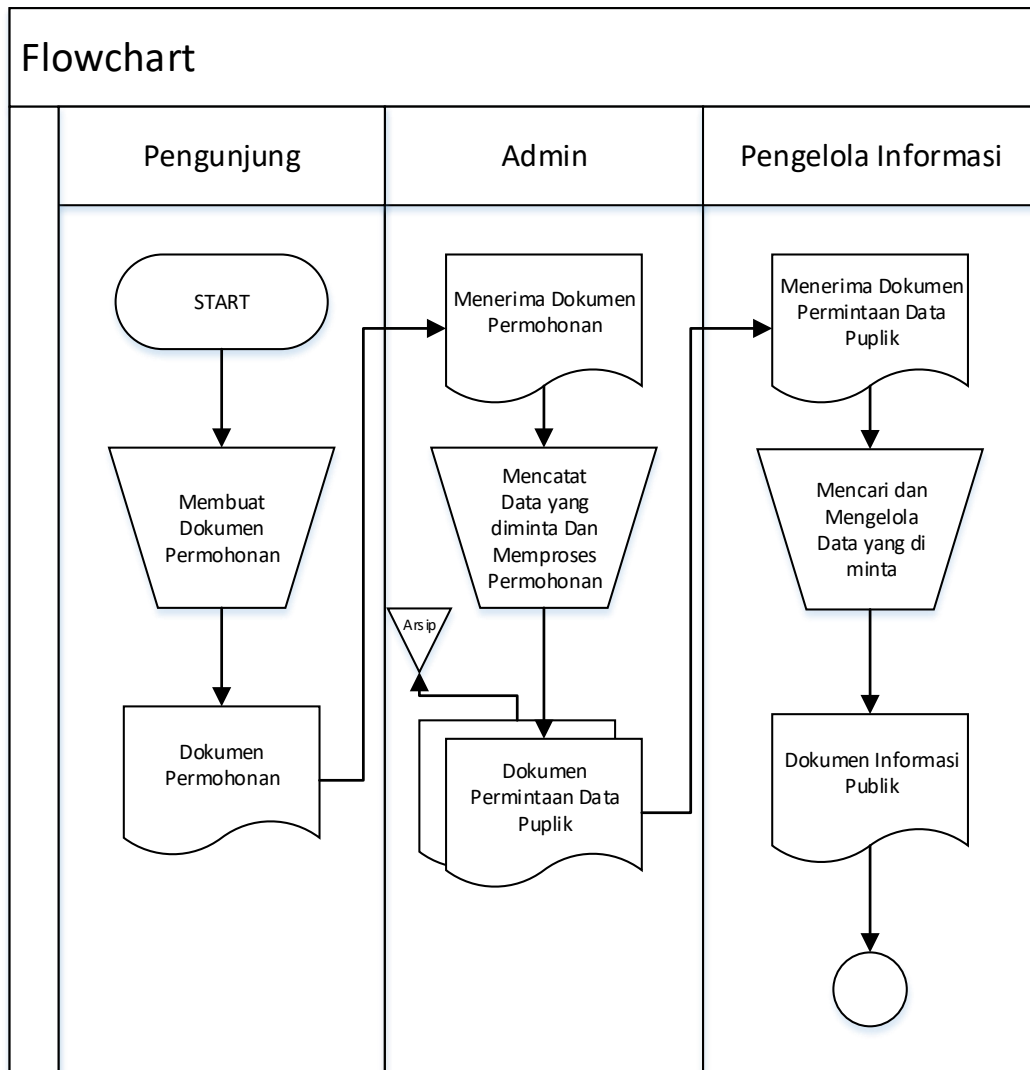 Flowchart
Pengunjung
Admin
Pengelola Informasi
START
Membuat
Dokumen
Permohonan
Dokumen
Permohonan
Menerima Dokumen
Permohonan
Mencatat
Data yang
diminta Dan
Memproses
Permohonan
Arsip
Dokumen
Permintaan Data
Puplik
Menerima Dokumen
Permintaan Data
Puplik
Mencari dan
Mengelola
Data yang di
minta
Dokumen Informasi
Publik